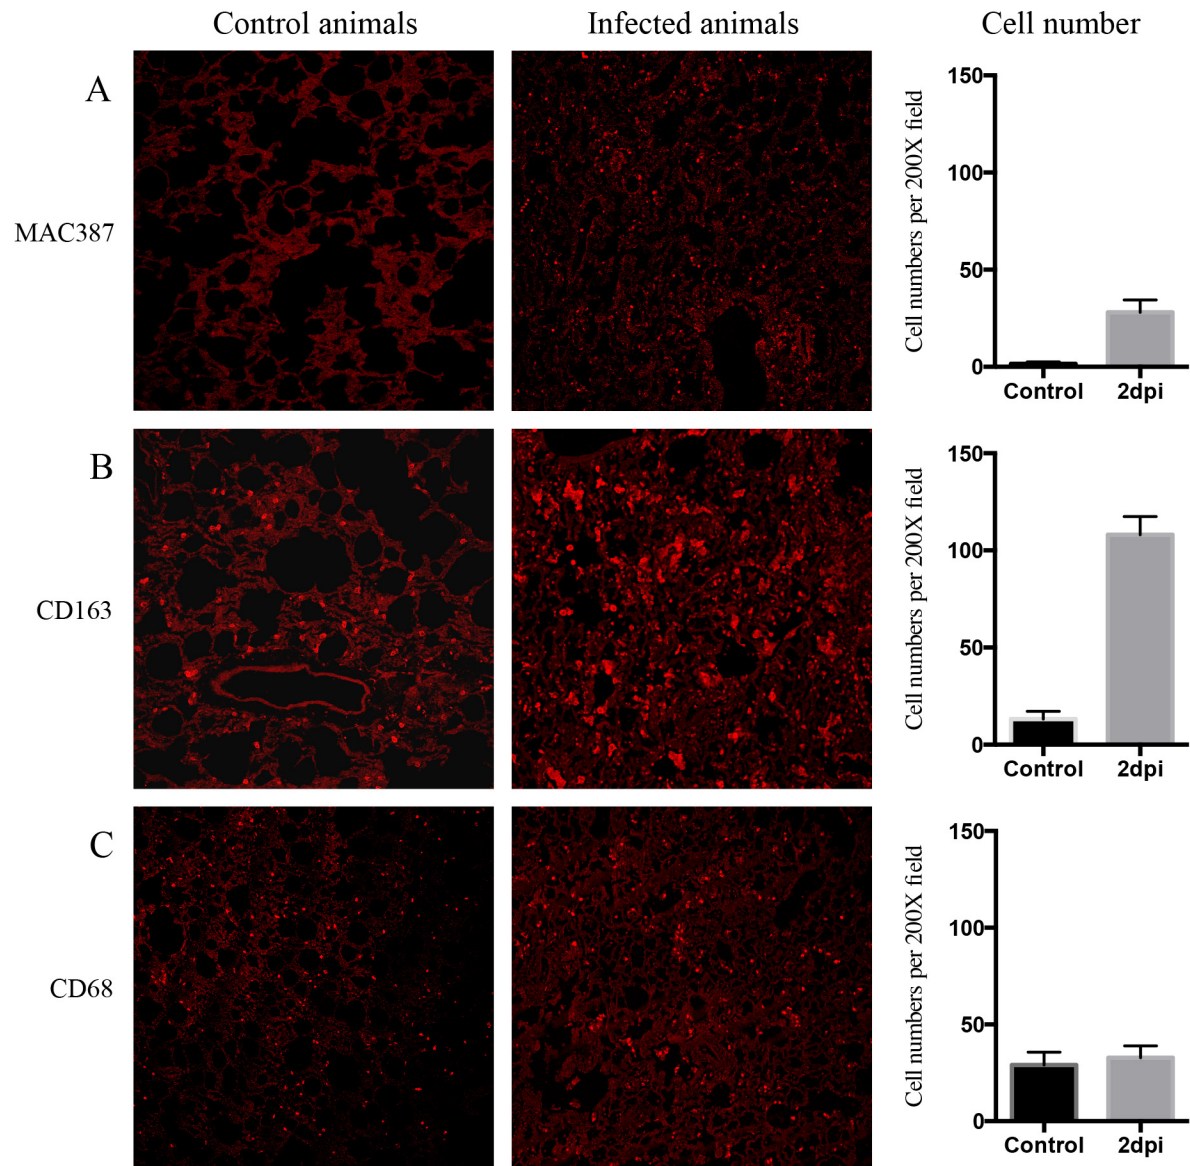 Control animals
Infected animals
Cell number
A
MAC387
Cell numbers per 200X field
150
100
50
0
Control
2dpi
B
CD163
Cell numbers per 200X field
150
100
50
0
Control
2dpi
C
CD68
Cell numbers per 200X field
150
100
50
0
Control
2dpi